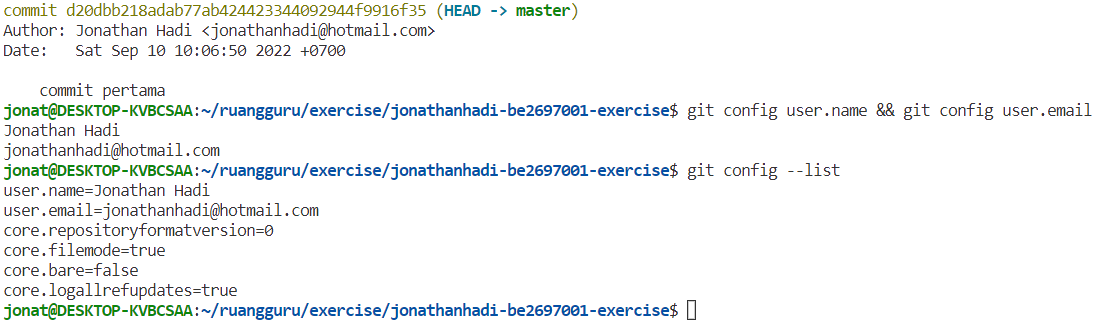 commit d20dbb218adab77ab424423344092944f9916f35 (HEAD -> master)
Author: Jonathan Hadi <jonathanhadi@hotmail.com>
Date:   Sat Sep 10 10:06:50 2022 +0700

    commit pertama
jonat@DESKTOP-KVBCSAA:~/ruangguru/exercise/jonathanhadi-be2697001-exercise$ git config user.name && git config user.email
Jonathan Hadi
jonathanhadi@hotmail.com
jonat@DESKTOP-KVBCSAA:~/ruangguru/exercise/jonathanhadi-be2697001-exercise$ git config --list
user.name=Jonathan Hadi
user.email=jonathanhadi@hotmail.com
core.repositoryformatversion=0
core.filemode=true
core.bare=false
core.logallrefupdates=true
jonat@DESKTOP-KVBCSAA:~/ruangguru/exercise/jonathanhadi-be2697001-exercise$